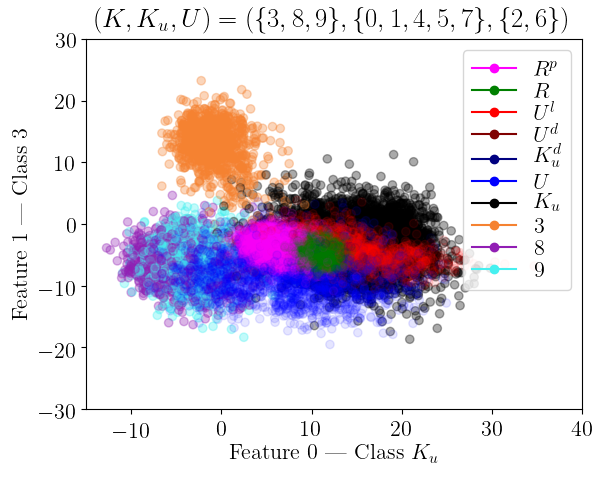 (K, K_u, U) = ({3, 8, 9}, {0, 1, 4, 5, 7}, {2, 6})
30
20
10
0
−10
−20
−30
Feature 1 — Class 3
R^p
R
U^l
U^d
K_u^d
U
K_u
3
8
9
−10 0 10 20 30 40
Feature 0 — Class K_u